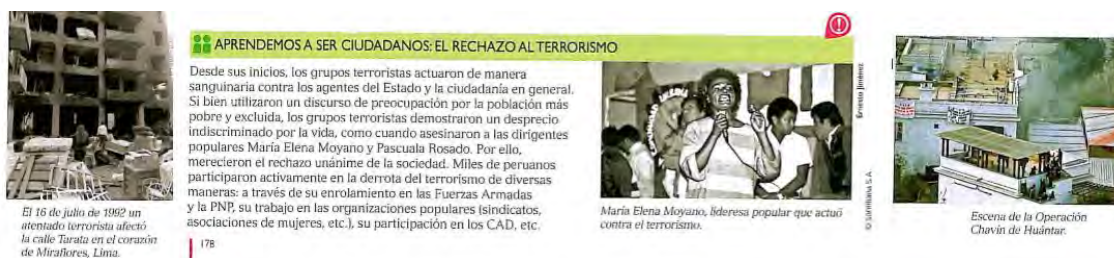 APRENDEMOS A SER CIUDADANOS: EL RECHAZO AL TERRORISMO
Desde sus inicios, los grupos terroristas actuaron de manera
sanguinaria contra los agentes del Estado y la ciudadanía en general.
Si bien utilizaron un discurso de preocupación por la población más
pobre y excluida, los grupos terroristas demostraron un desprecio
indiscriminado por la vida, como cuando asesinaron a las dirigentes
populares María Elena Moyano y Pascuala Rosado. Por ello,
merecieron el rechazo unánime de la sociedad. Miles de peruanos
participaron activamente en la derrota del terrorismo de diversas
maneras: a través de su enrolamiento en las Fuerzas Armadas
y la PNP, su trabajo en las organizaciones populares (sindicatos,
asociaciones de mujeres, etc.), su participación en los CAD, etc.
El 16 de julio de 1992 un
atentado terrorista afectó
la calle Tarata en el corazón
de Miraflores, Lima.
178
María Elena Moyano, lideresa popular que actuó
contra el terrorismo.
Ernesto Jiménez
© Santillana S.A.
Escena de la Operación
Chavín de Huántar.